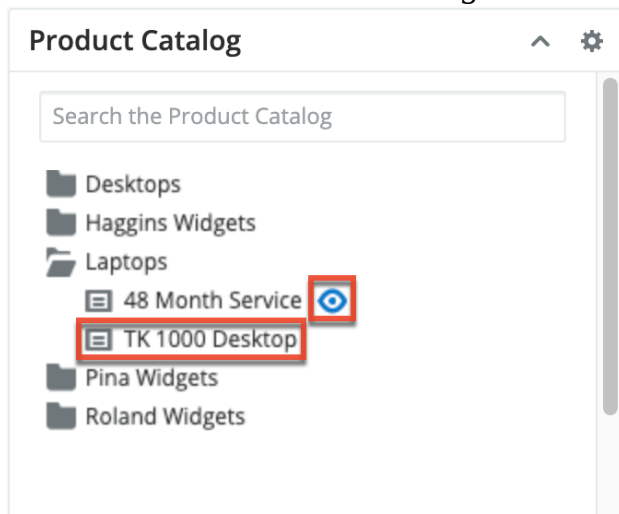 Product Catalog
Search the Product Catalog
Desktops
Haggins Widgets
Laptops
48 Month Service
TK 1000 Desktop
Pina Widgets
Roland Widgets